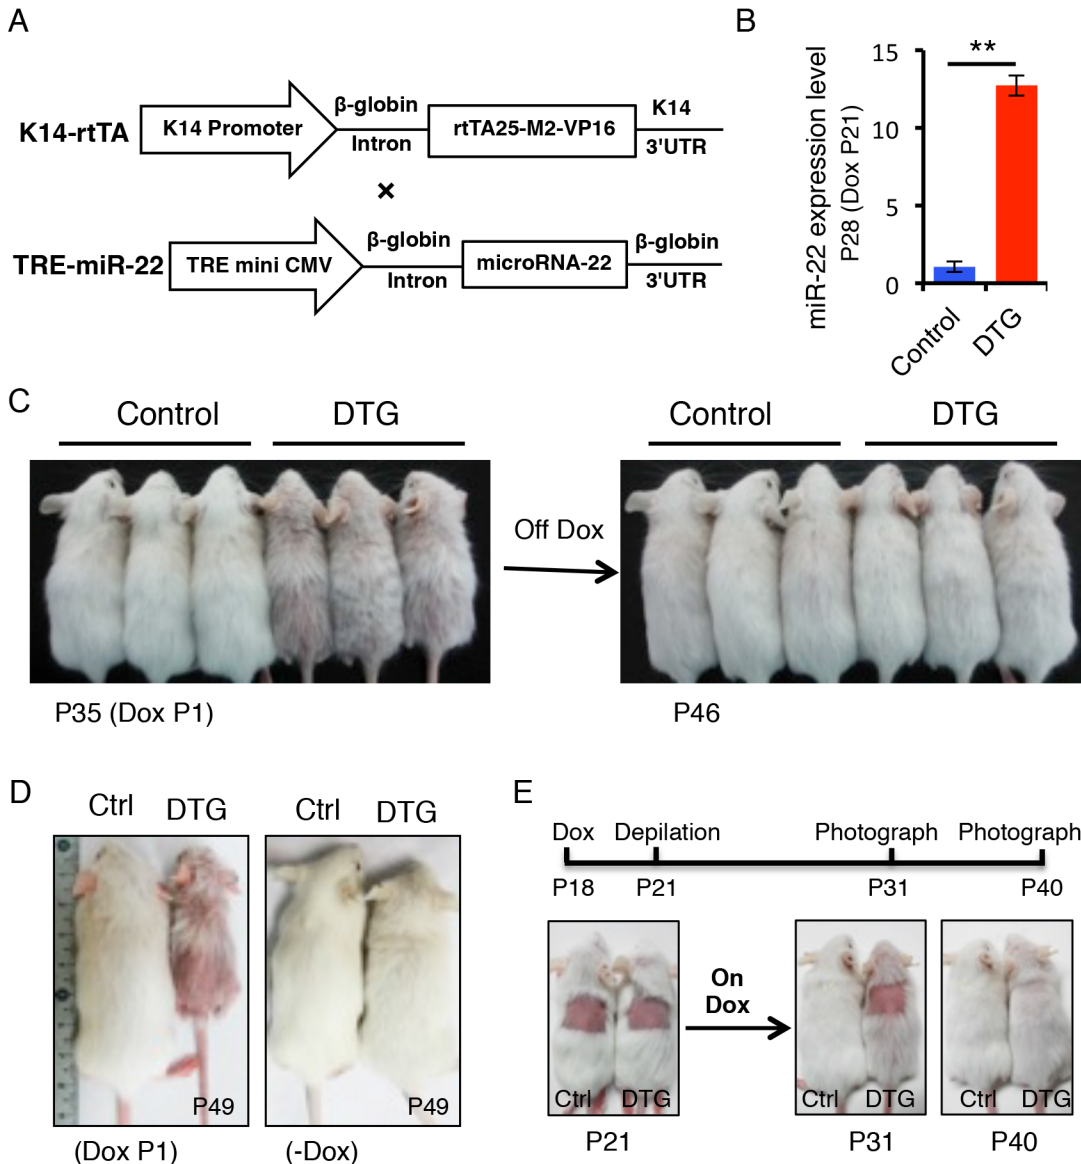 A
K14-rtTA
K14 Promoter
β-globin
Intron
rtTA25-M2-VP16
K14
3'UTR
×
TRE-miR-22
TRE mini CMV
β-globin
Intron
microRNA-22
β-globin
3'UTR
B
miR-22 expression level
P28 (Dox P21)
15
10
5
0
**
Control
DTG
C
Control
DTG
Off Dox
Control
DTG
P35 (Dox P1)
P46
D
Ctrl
DTG
Ctrl
DTG
P49
P49
(Dox P1)
(-Dox)
E
Dox
Depilation
Photograph
Photograph
P18
P21
P31
P40
On
Dox
Ctrl
DTG
Ctrl
DTG
Ctrl
DTG
P21
P31
P40